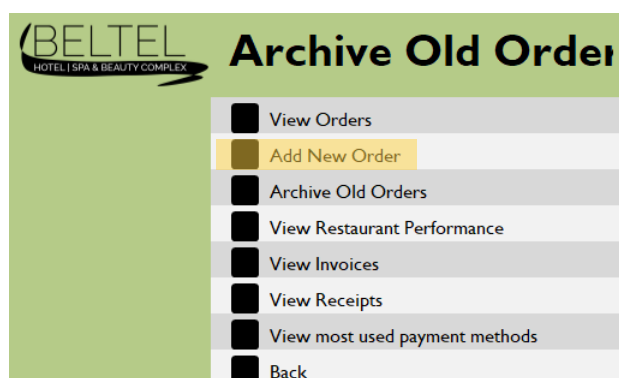 BELTEL
HOTEL | SPA & BEAUTY COMPLEX
Archive Old Order
View Orders
Add New Order
Archive Old Orders
View Restaurant Performance
View Invoices
View Receipts
View most used payment methods
Back